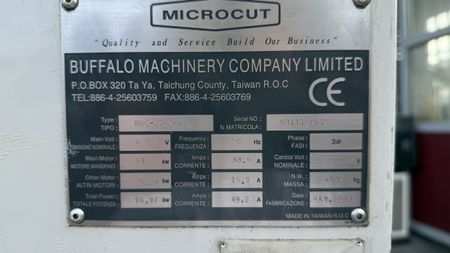 MICROCUT
"Quality and Service Build Our Business"
BUFFALO MACHINERY COMPANY LIMITED
P.O.BOX 320 Ta Ya, Taichung County, Taiwan R.O.C
TEL:886-4-25603759 FAX:886-4-25603769
CE
Type: Serial NO.:
TIPO N MATRICOLA:
Main Volt: V Frequency: Hz Phase: 3Ø
TENSIONE NOMINALE FREQUENZA: FASI:
Main Motor: kw Amps A Control Volt: V
MOTORE MANDRINO CORRENTE: NOMINALE:
Other Motor: kw Amps A N.W.: KG
ALTRI MOTORI CORRENTE: MASSA:
Total Power: kw Amps 49,2 A Date: MAY.2001
TOTALE POTENZA: CORRENTE: FABRICAZIONE:
MADE IN TAIWAN R.O.C